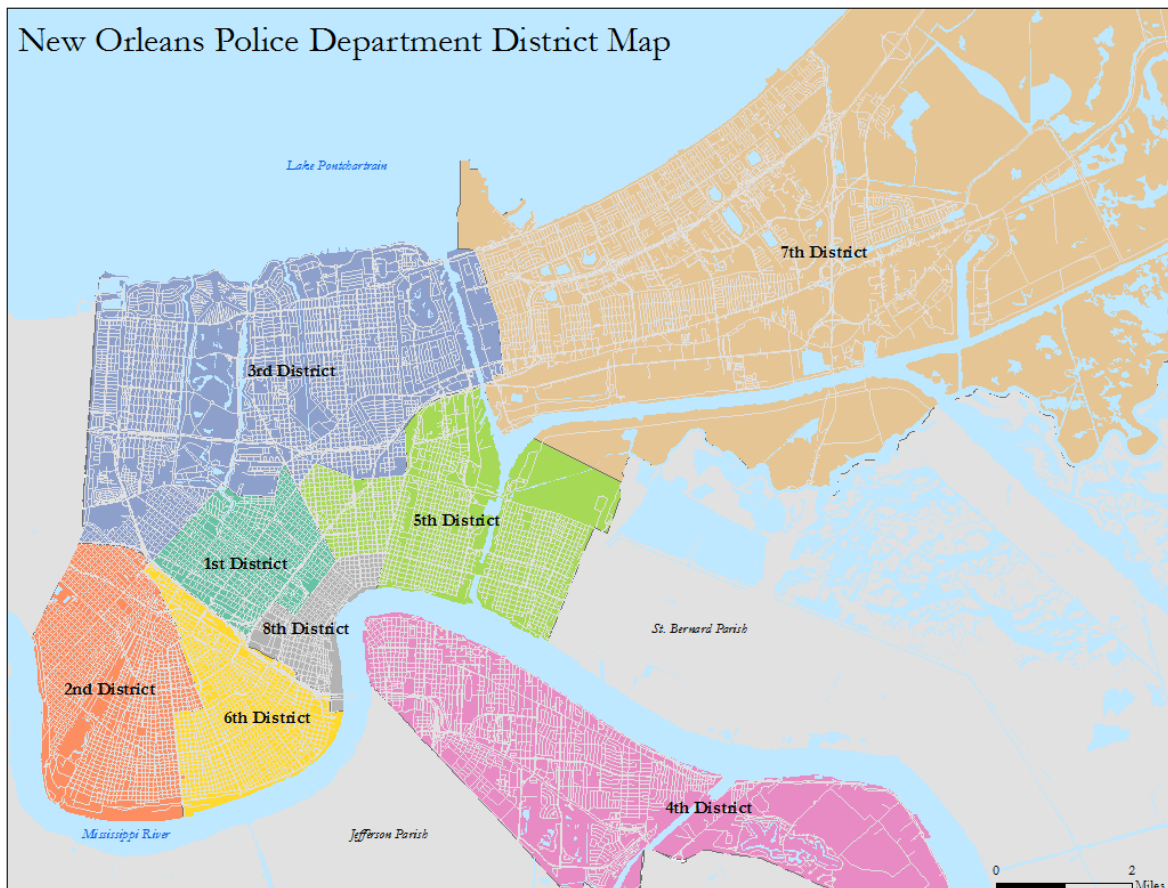 New Orleans Police Department District Map
Lake Pontchartrain
7th District
3rd District
5th District
1st District
8th District
St. Bernard Parish
2nd District
6th District
4th District
Mississippi River
Jefferson Parish
0 2
Miles